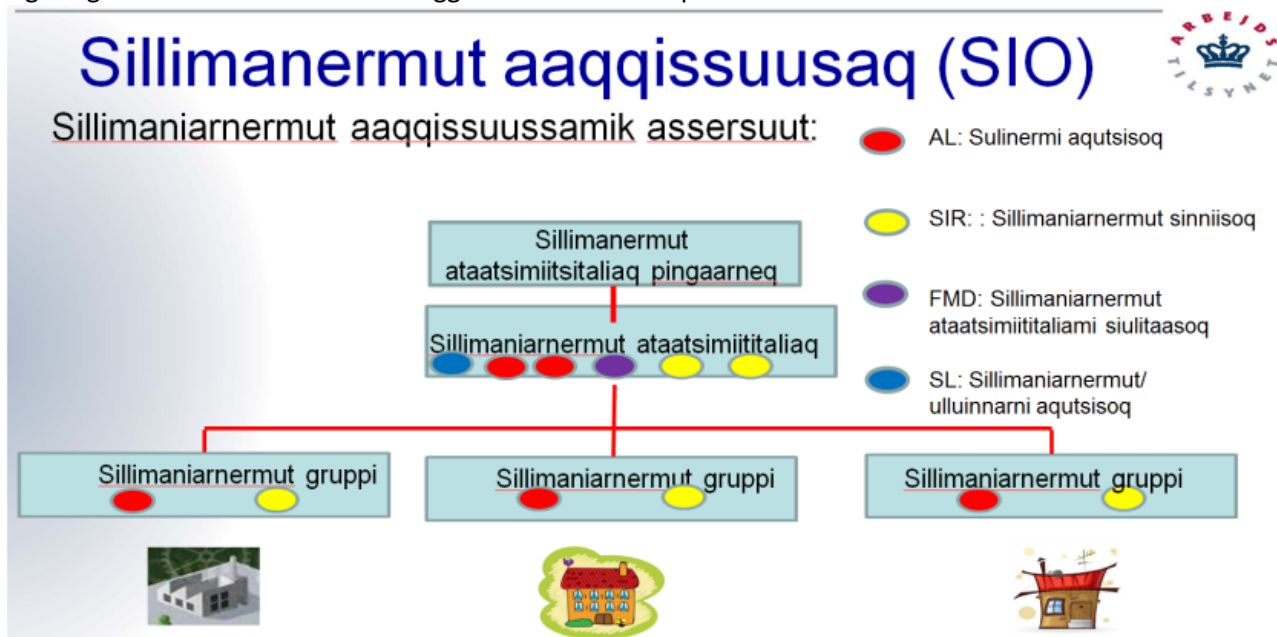 Sillimanermut aaqqissuusaq (SIO)
ARBEJDSTILSYNET
Sillimaniarnermut aaqqissuussamik assersuut:
AL: Sulinermi aqutsisoq
SIR: : Sillimaniarnermut sinniisoq
FMD: Sillimaniarnermut
ataatsimiititaliami siulitaasoq
SL: Sillimaniarnermut/
ulluinnarni aqutsisoq
Sillimanermut
ataatsimiitsitaliaq pingaarneq
Sillimaniarnermut ataatsimiititaliaq
Sillimaniarnermut gruppi
Sillimaniarnermut gruppi
Sillimaniarnermut gruppi